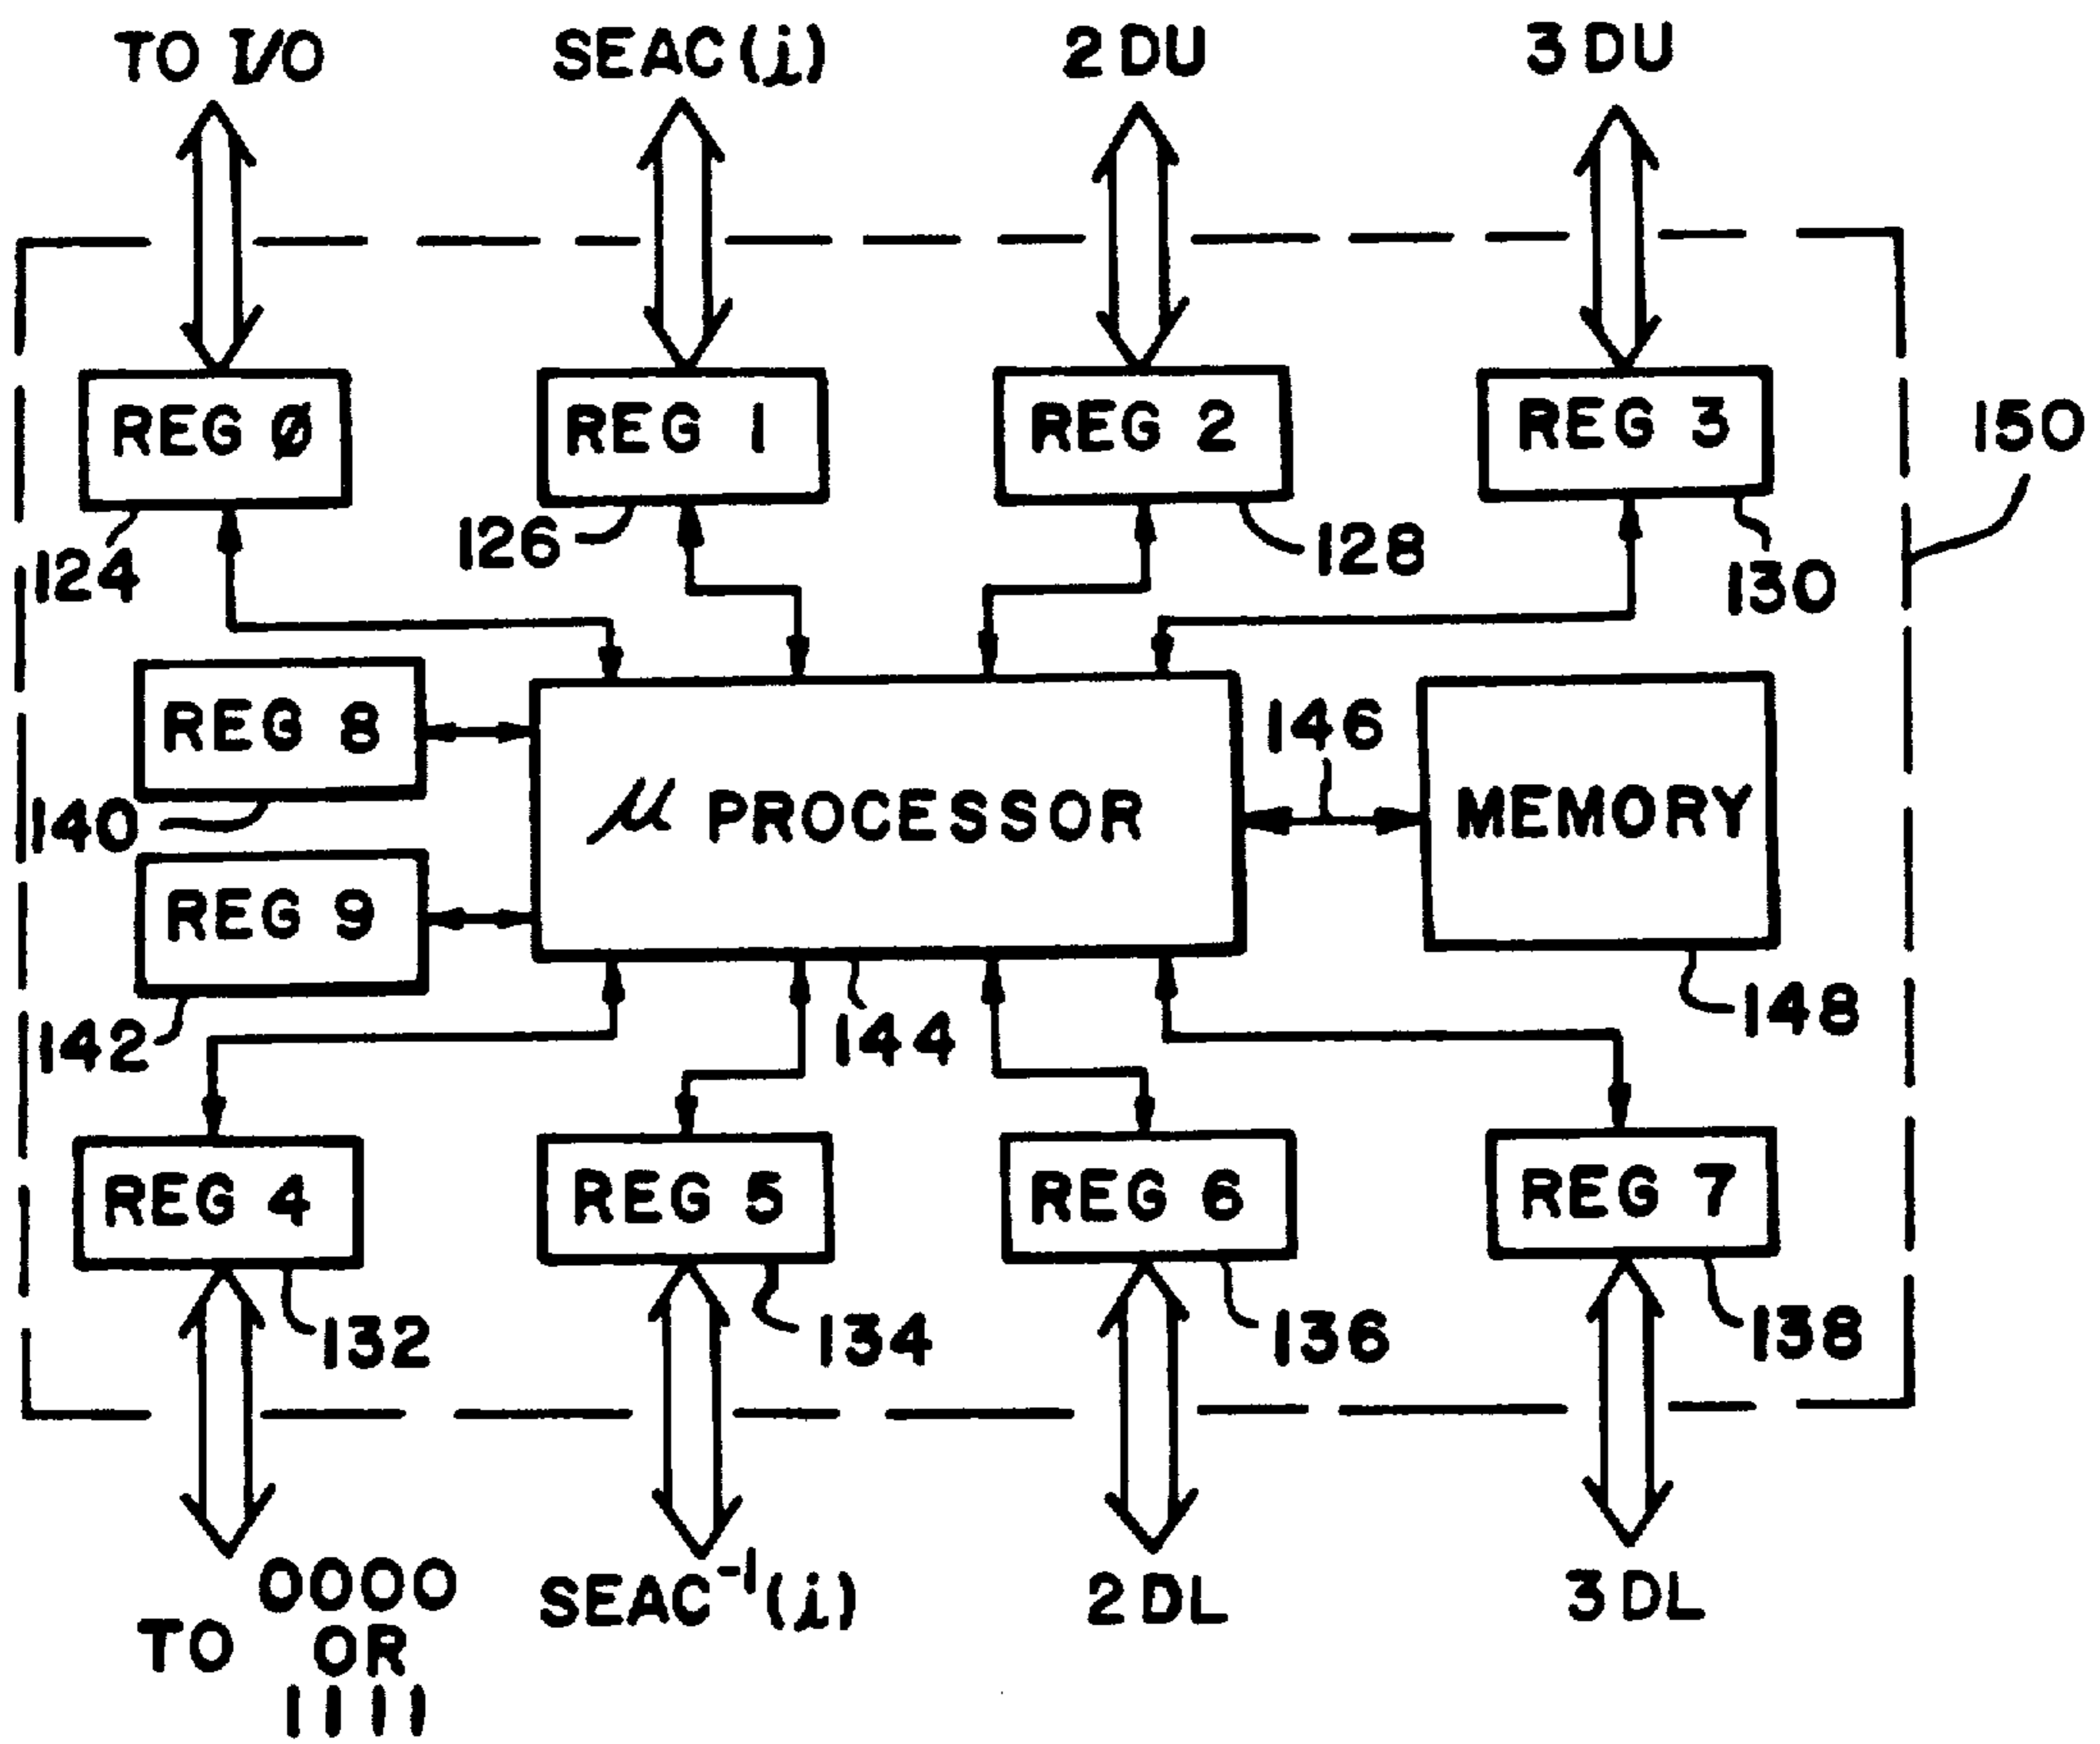 TO I/O
SEAC(i)
2DU
3DU
REG 0
REG 1
REG 2
REG 3
150
124
126
128
130
REG 8
μ PROCESSOR
146
MEMORY
140
REG 9
142
144
148
REG 4
REG 5
REG 6
REG 7
132
134
136
138
TO 0000 OR 1111
SEAC⁻¹(i)
2DL
3DL